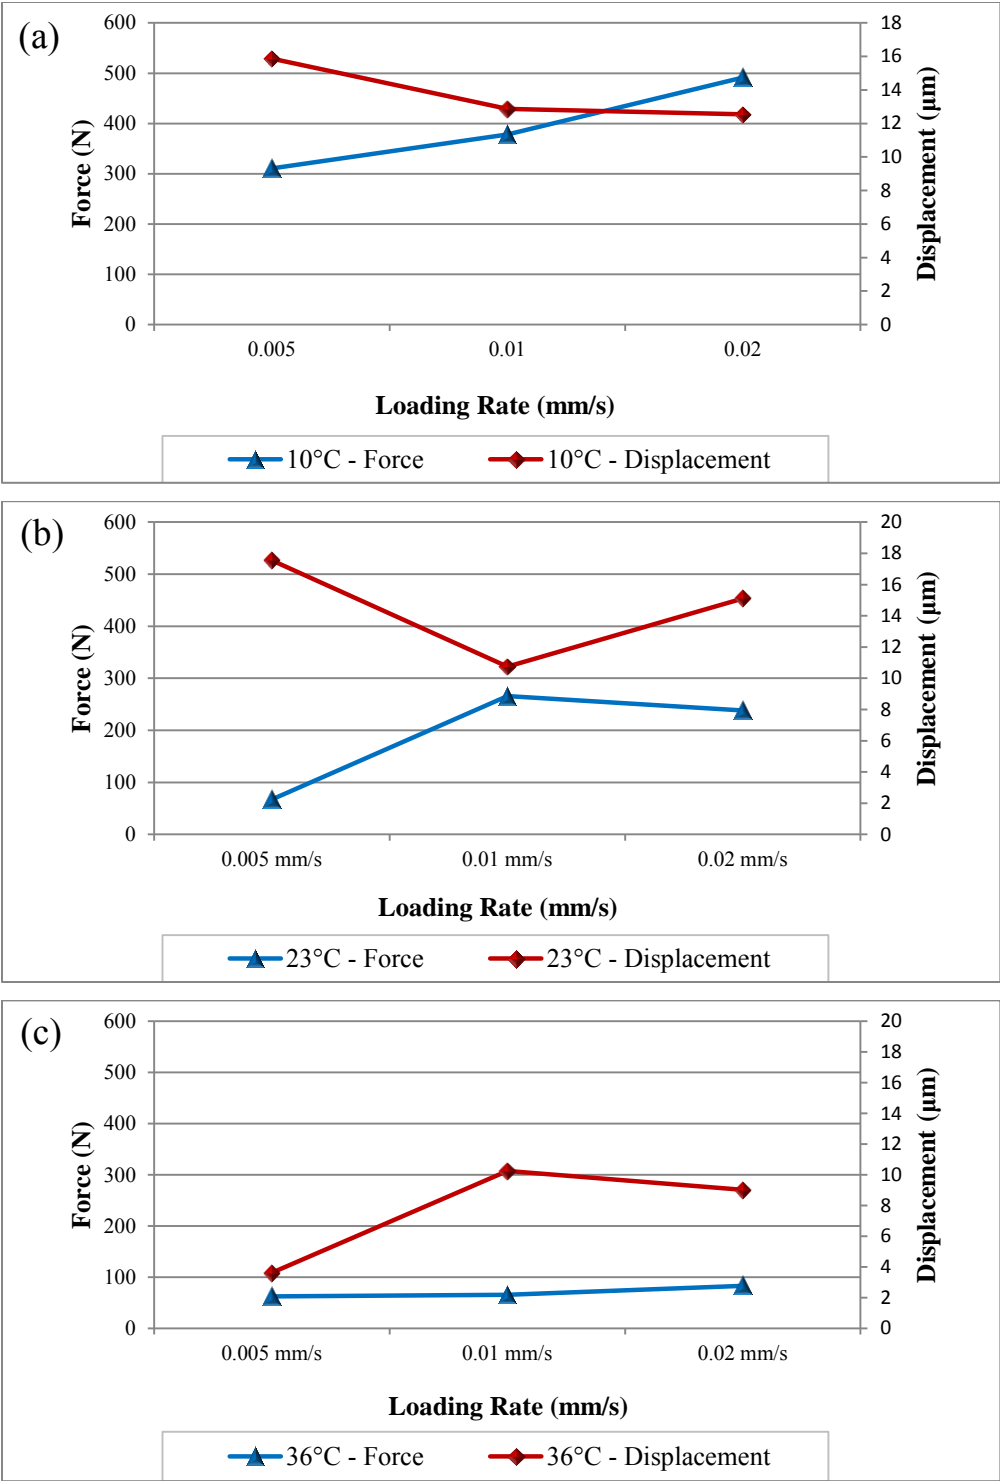 (a)
600
500
400
300
200
100
0
Force (N)
18
16
14
12
10
8
6
4
2
0
Displacement (µm)
0.005 0.01 0.02
Loading Rate (mm/s)
10°C - Force 10°C - Displacement
(b)
600
500
400
300
200
100
0
Force (N)
20
18
16
14
12
10
8
6
4
2
0
Displacement (µm)
0.005 mm/s 0.01 mm/s 0.02 mm/s
Loading Rate (mm/s)
23°C - Force 23°C - Displacement
(c)
600
500
400
300
200
100
0
Force (N)
20
18
16
14
12
10
8
6
4
2
0
Displacement (µm)
0.005 mm/s 0.01 mm/s 0.02 mm/s
Loading Rate (mm/s)
36°C - Force 36°C - Displacement